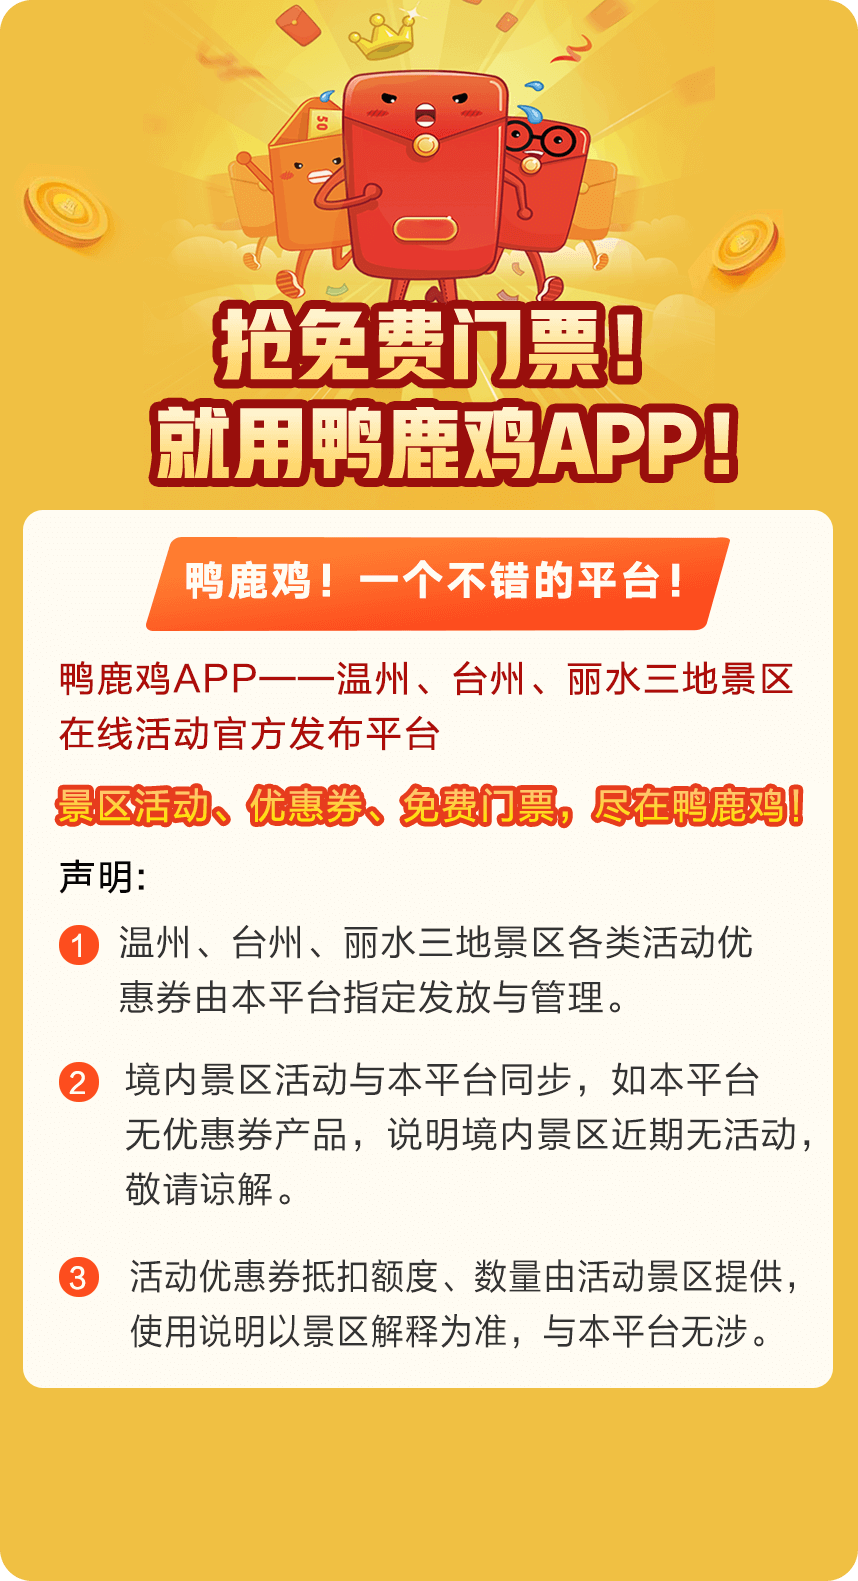 50
抢免费门票！
就用鸭鹿鸡APP！
鸭鹿鸡！一个不错的平台！
鸭鹿鸡APP——温州、台州、丽水三地景区
在线活动官方发布平台
景区活动、优惠券、免费门票，尽在鸭鹿鸡！
声明：
1 温州、台州、丽水三地景区各类活动优
惠券由本平台指定发放与管理。
2 境内景区活动与本平台同步，如本平台
无优惠券产品，说明境内景区近期无活动，
敬请谅解。
3 活动优惠券抵扣额度、数量由活动景区提供，
使用说明以景区解释为准，与本平台无涉。